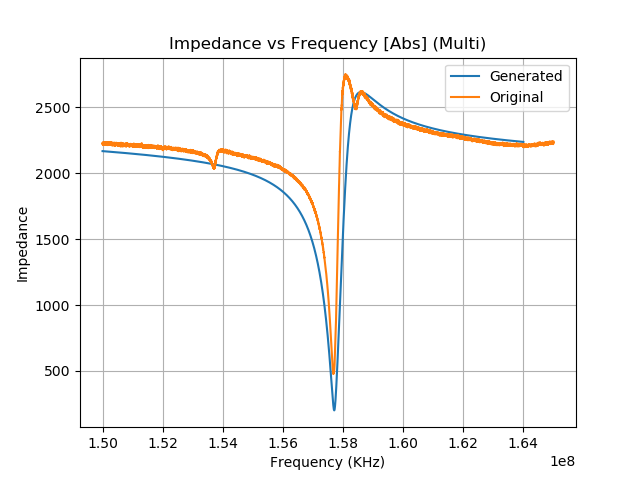 Impedance vs Frequency [Abs] (Multi)
Generated
Original
2500
2000
1500
1000
500
Impedance
1.50 1.52 1.54 1.56 1.58 1.60 1.62 1.64
1e8
Frequency (KHz)